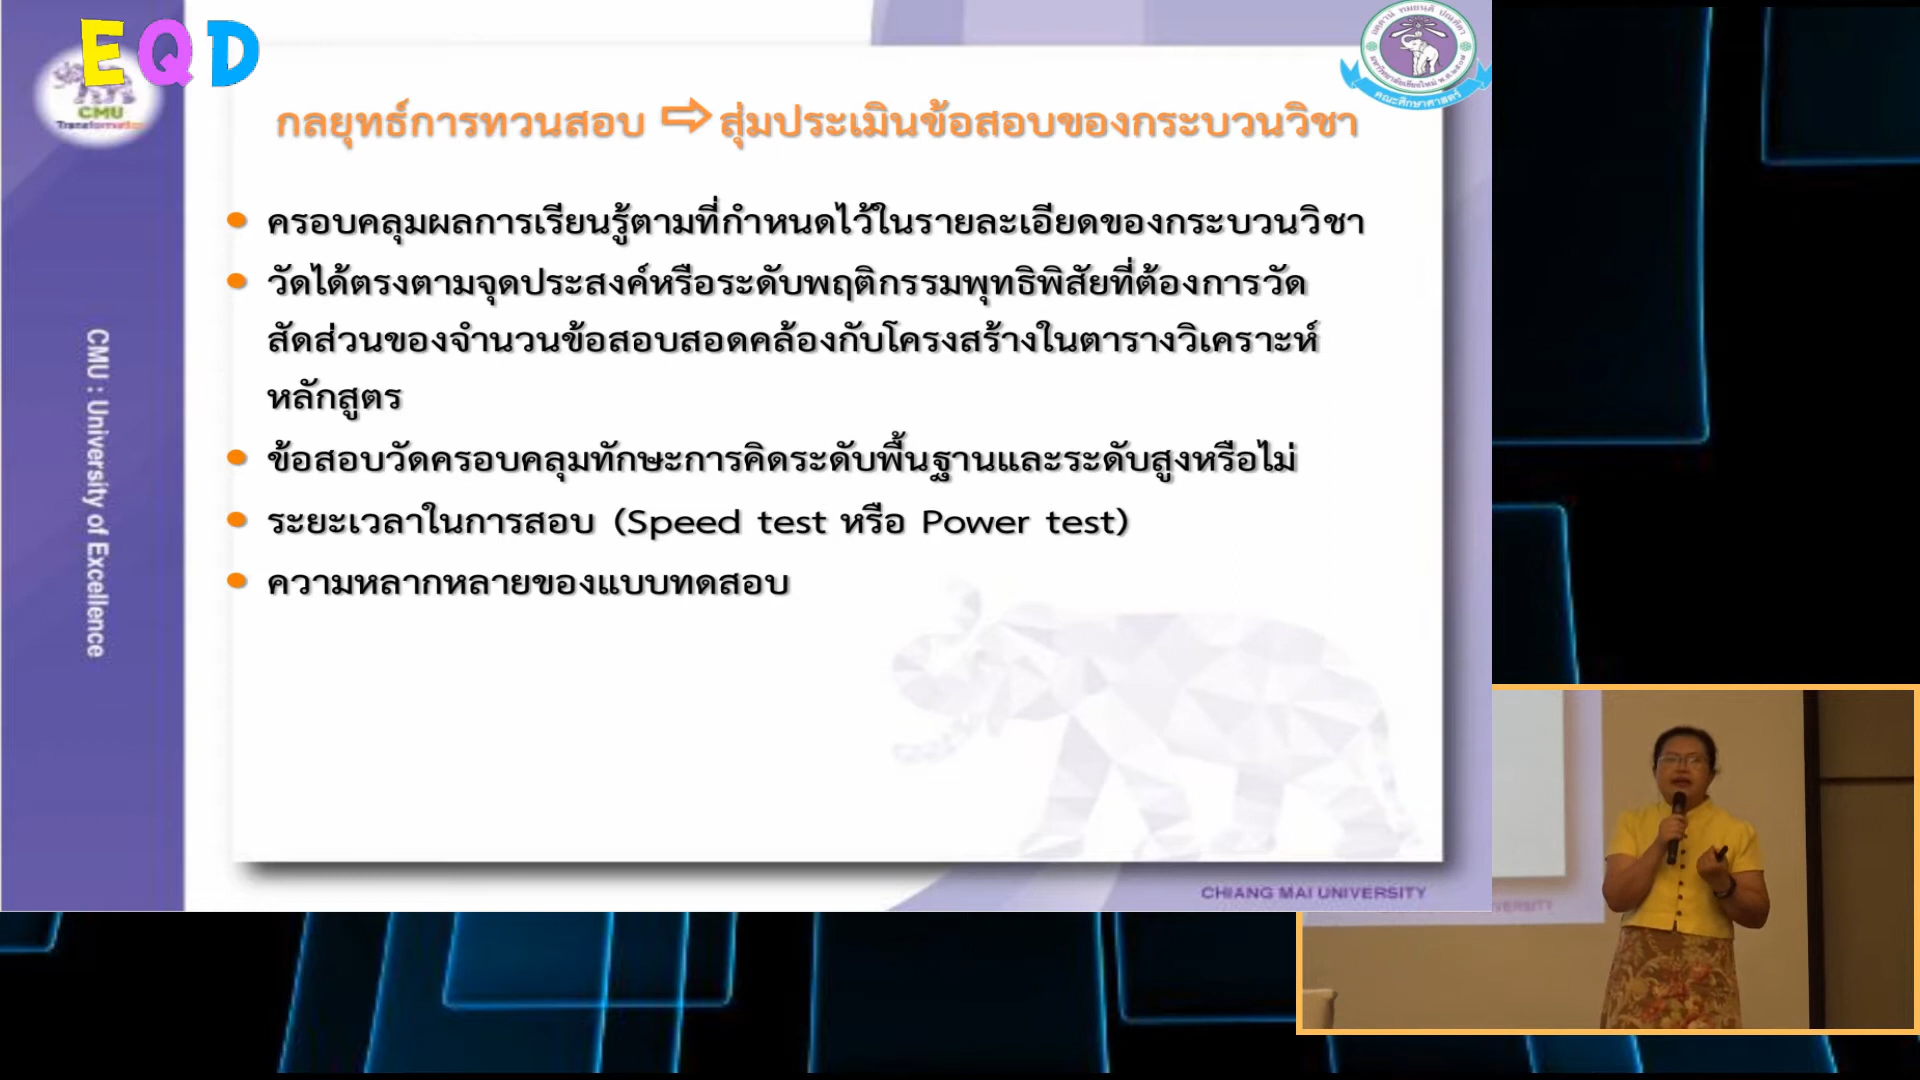 EQD
CMU
Transformation
กลยุทธ์การทวนสอบ ⇨ สุ่มประเมินข้อสอบของกระบวนวิชา
คณะศึกษาศาสตร์
ครอบคลุมผลการเรียนรู้ตามที่กำหนดไว้ในรายละเอียดของกระบวนวิชา
วัดได้ตรงตามจุดประสงค์หรือระดับพฤติกรรมพุทธิพิสัยที่ต้องการวัด
สัดส่วนของจำนวนข้อสอบสอดคล้องกับโครงสร้างในตารางวิเคราะห์
หลักสูตร
ข้อสอบวัดครอบคลุมทักษะการคิดระดับพื้นฐานและระดับสูงหรือไม่
ระยะเวลาในการสอบ (Speed test หรือ Power test)
ความหลากหลายของแบบทดสอบ
CMU : University of Excellence
CHIANG MAI UNIVERSITY